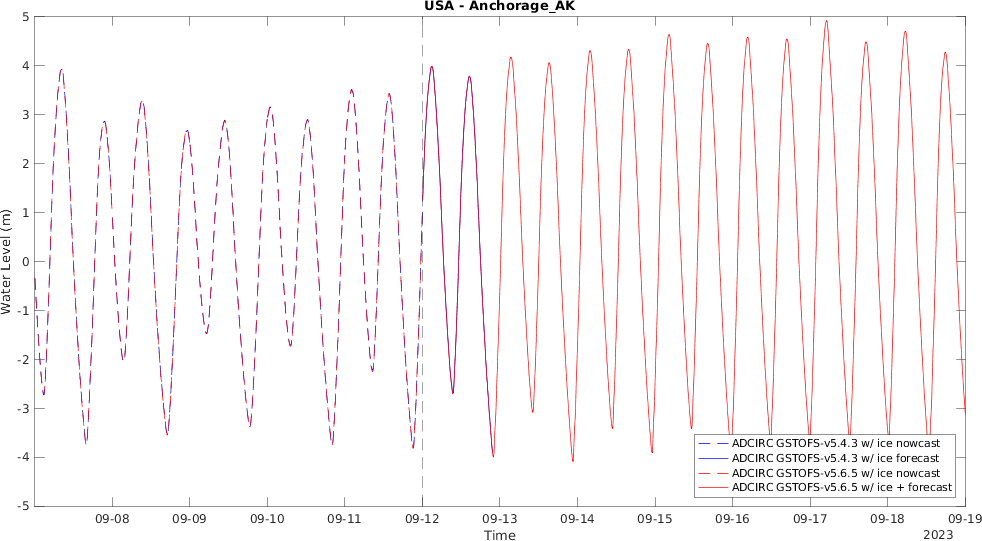 USA - Anchorage_AK
5
4
3
2
1
0
-1
-2
-3
-4
-5
Water Level (m)
ADCIRC GSTOFS-v5.4.3 w/ ice nowcast
ADCIRC GSTOFS-v5.4.3 w/ ice forecast
ADCIRC GSTOFS-v5.6.5 w/ ice nowcast
ADCIRC GSTOFS-v5.6.5 w/ ice + forecast
09-08 09-09 09-10 09-11 09-12 09-13 09-14 09-15 09-16 09-17 09-18 09-19
Time
2023